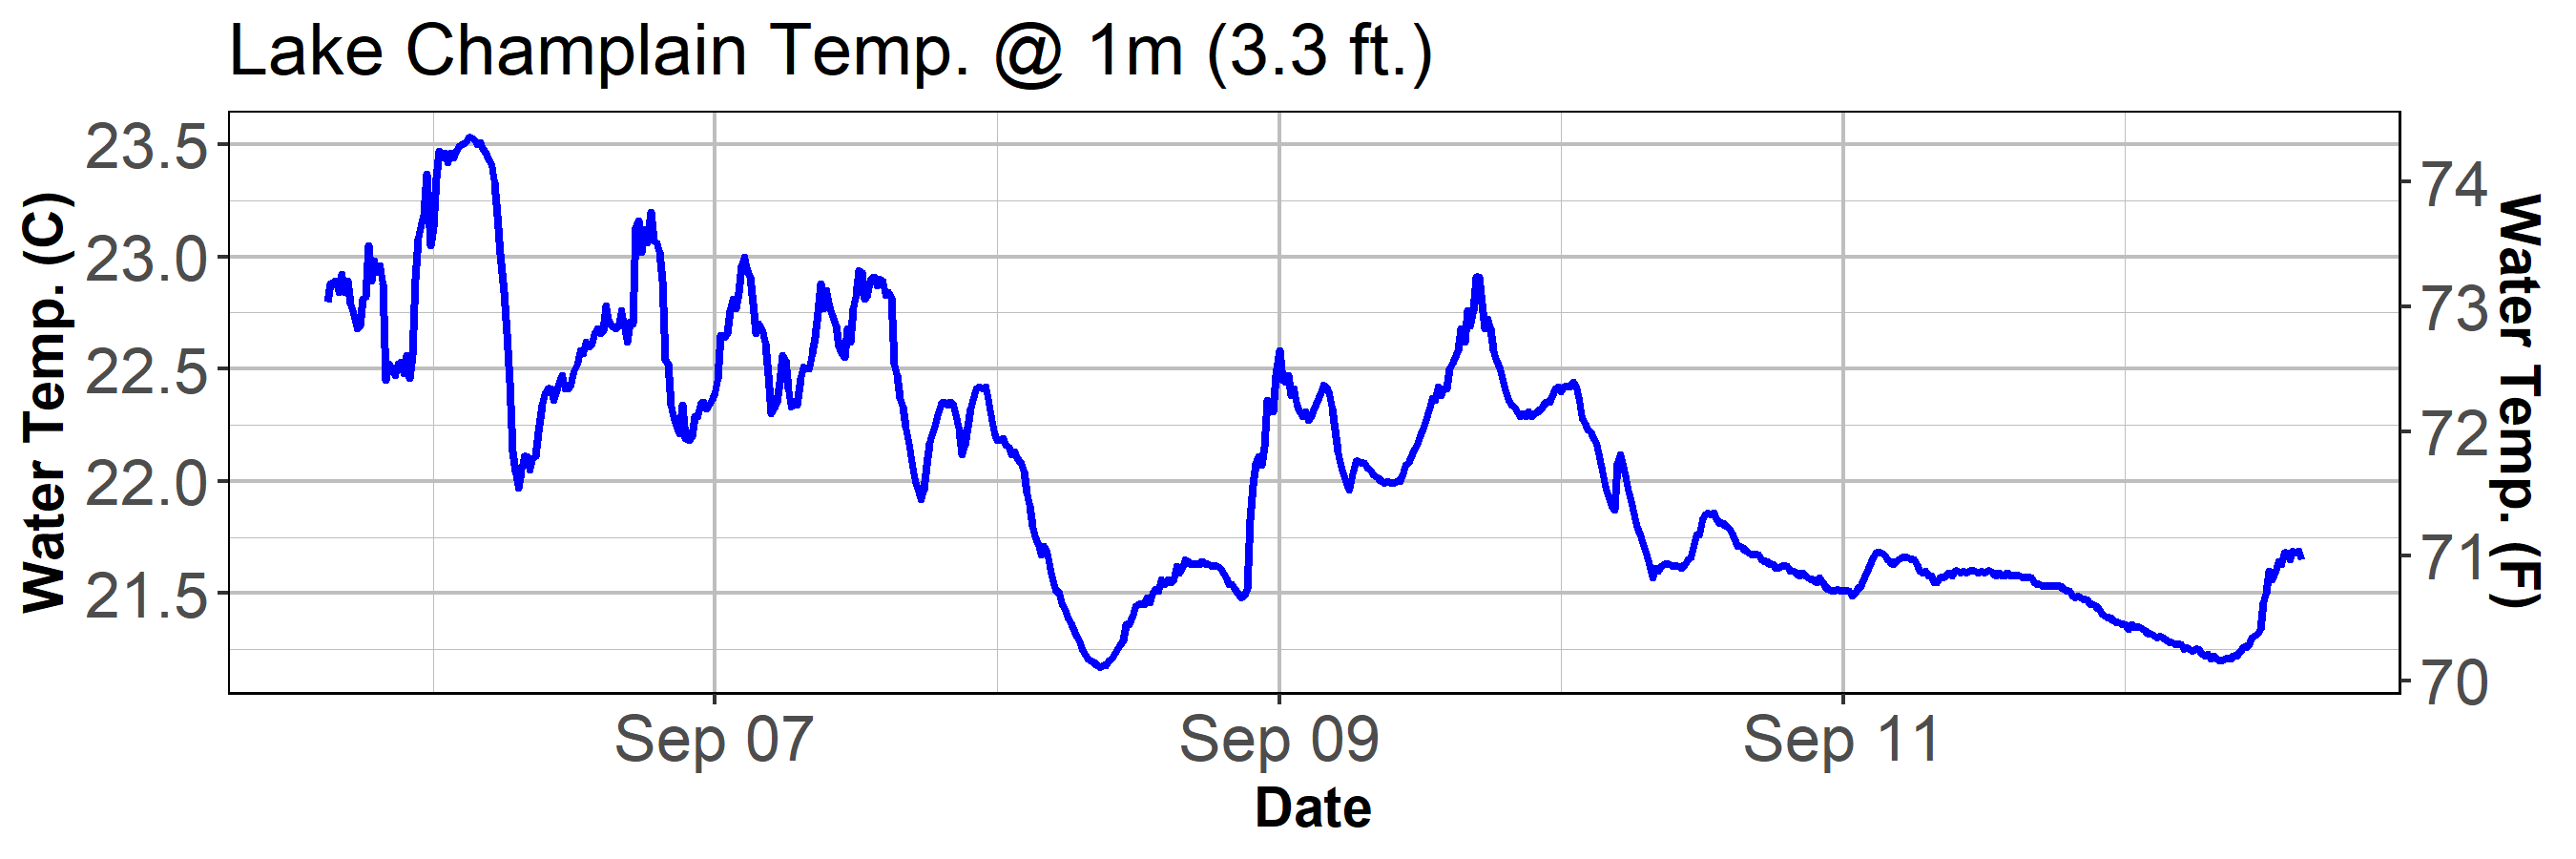 Lake Champlain Temp. @ 1m (3.3 ft.)
Water Temp. (C)
23.5
23.0
22.5
22.0
21.5
74
73
72
71
70
Water Temp. (F)
Sep 07 Sep 09 Sep 11
Date